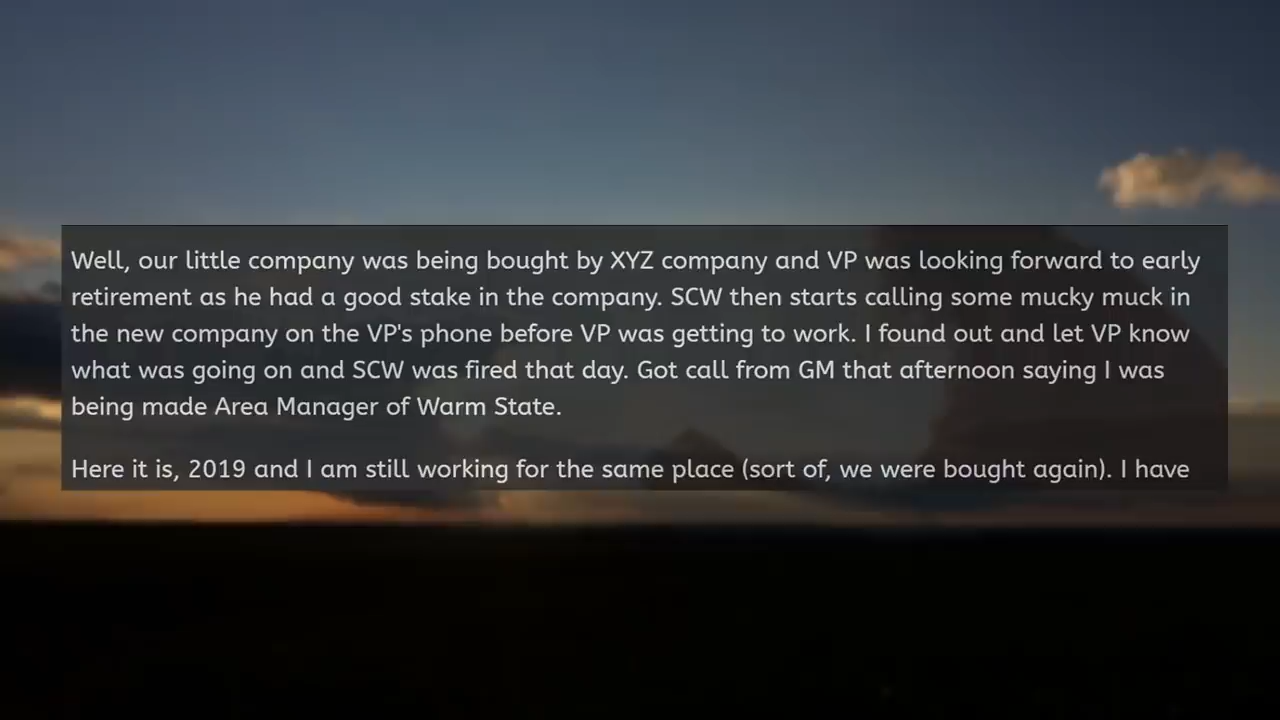 Well, our little company was being bought by XYZ company and VP was looking forward to early
retirement as he had a good stake in the company. SCW then starts calling some mucky muck in
the new company on the VP's phone before VP was getting to work. I found out and let VP know
what was going on and SCW was fired that day. Got call from GM that afternoon saying I was
being made Area Manager of Warm State.
Here it is, 2019 and I am still working for the same place (sort of, we were bought again). I have